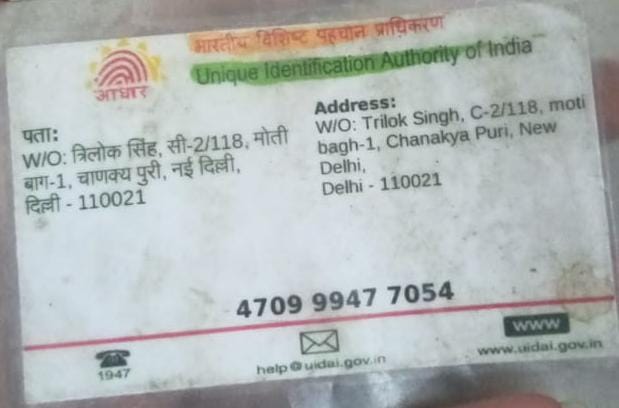 भारतीय विशिष्ट पहचान प्राधिकरण
Unique Identification Authority of India
आधार
पता:
W/O: त्रिलोक सिंह, सी-2/118, मोती
बाग-1, चाणक्य पुरी, नई दिल्ली,
दिल्ली - 110021
Address:
W/O: Trilok Singh, C-2/118, moti
bagh-1, Chanakya Puri, New
Delhi,
Delhi - 110021
4709 9947 7054
1947
help@uidai.gov.in
www
www.uidai.gov.in